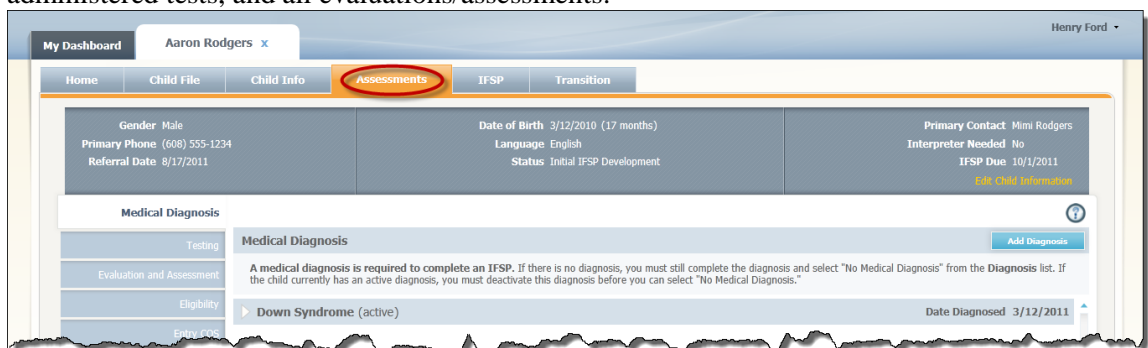 administered tests, and all evaluations/assessments.
Henry Ford
My Dashboard Aaron Rodgers x
Home Child File Child Info Assessments IFSP Transition
Gender Male Date of Birth 3/12/2010 (17 months) Primary Contact Mimi Rodgers
Primary Phone (608) 555-1234 Language English Interpreter Needed No
Referral Date 8/17/2011 Status Initial IFSP Development IFSP Due 10/1/2011
Edit Child Information
Medical Diagnosis ?
Testing Medical Diagnosis Add Diagnosis
Evaluation and Assessment A medical diagnosis is required to complete an IFSP. If there is no diagnosis, you must still complete the diagnosis and select "No Medical Diagnosis" from the Diagnosis list. If
the child currently has an active diagnosis, you must deactivate this diagnosis before you can select "No Medical Diagnosis."
Eligibility Down Syndrome (active) Date Diagnosed 3/12/2011
Entry COS